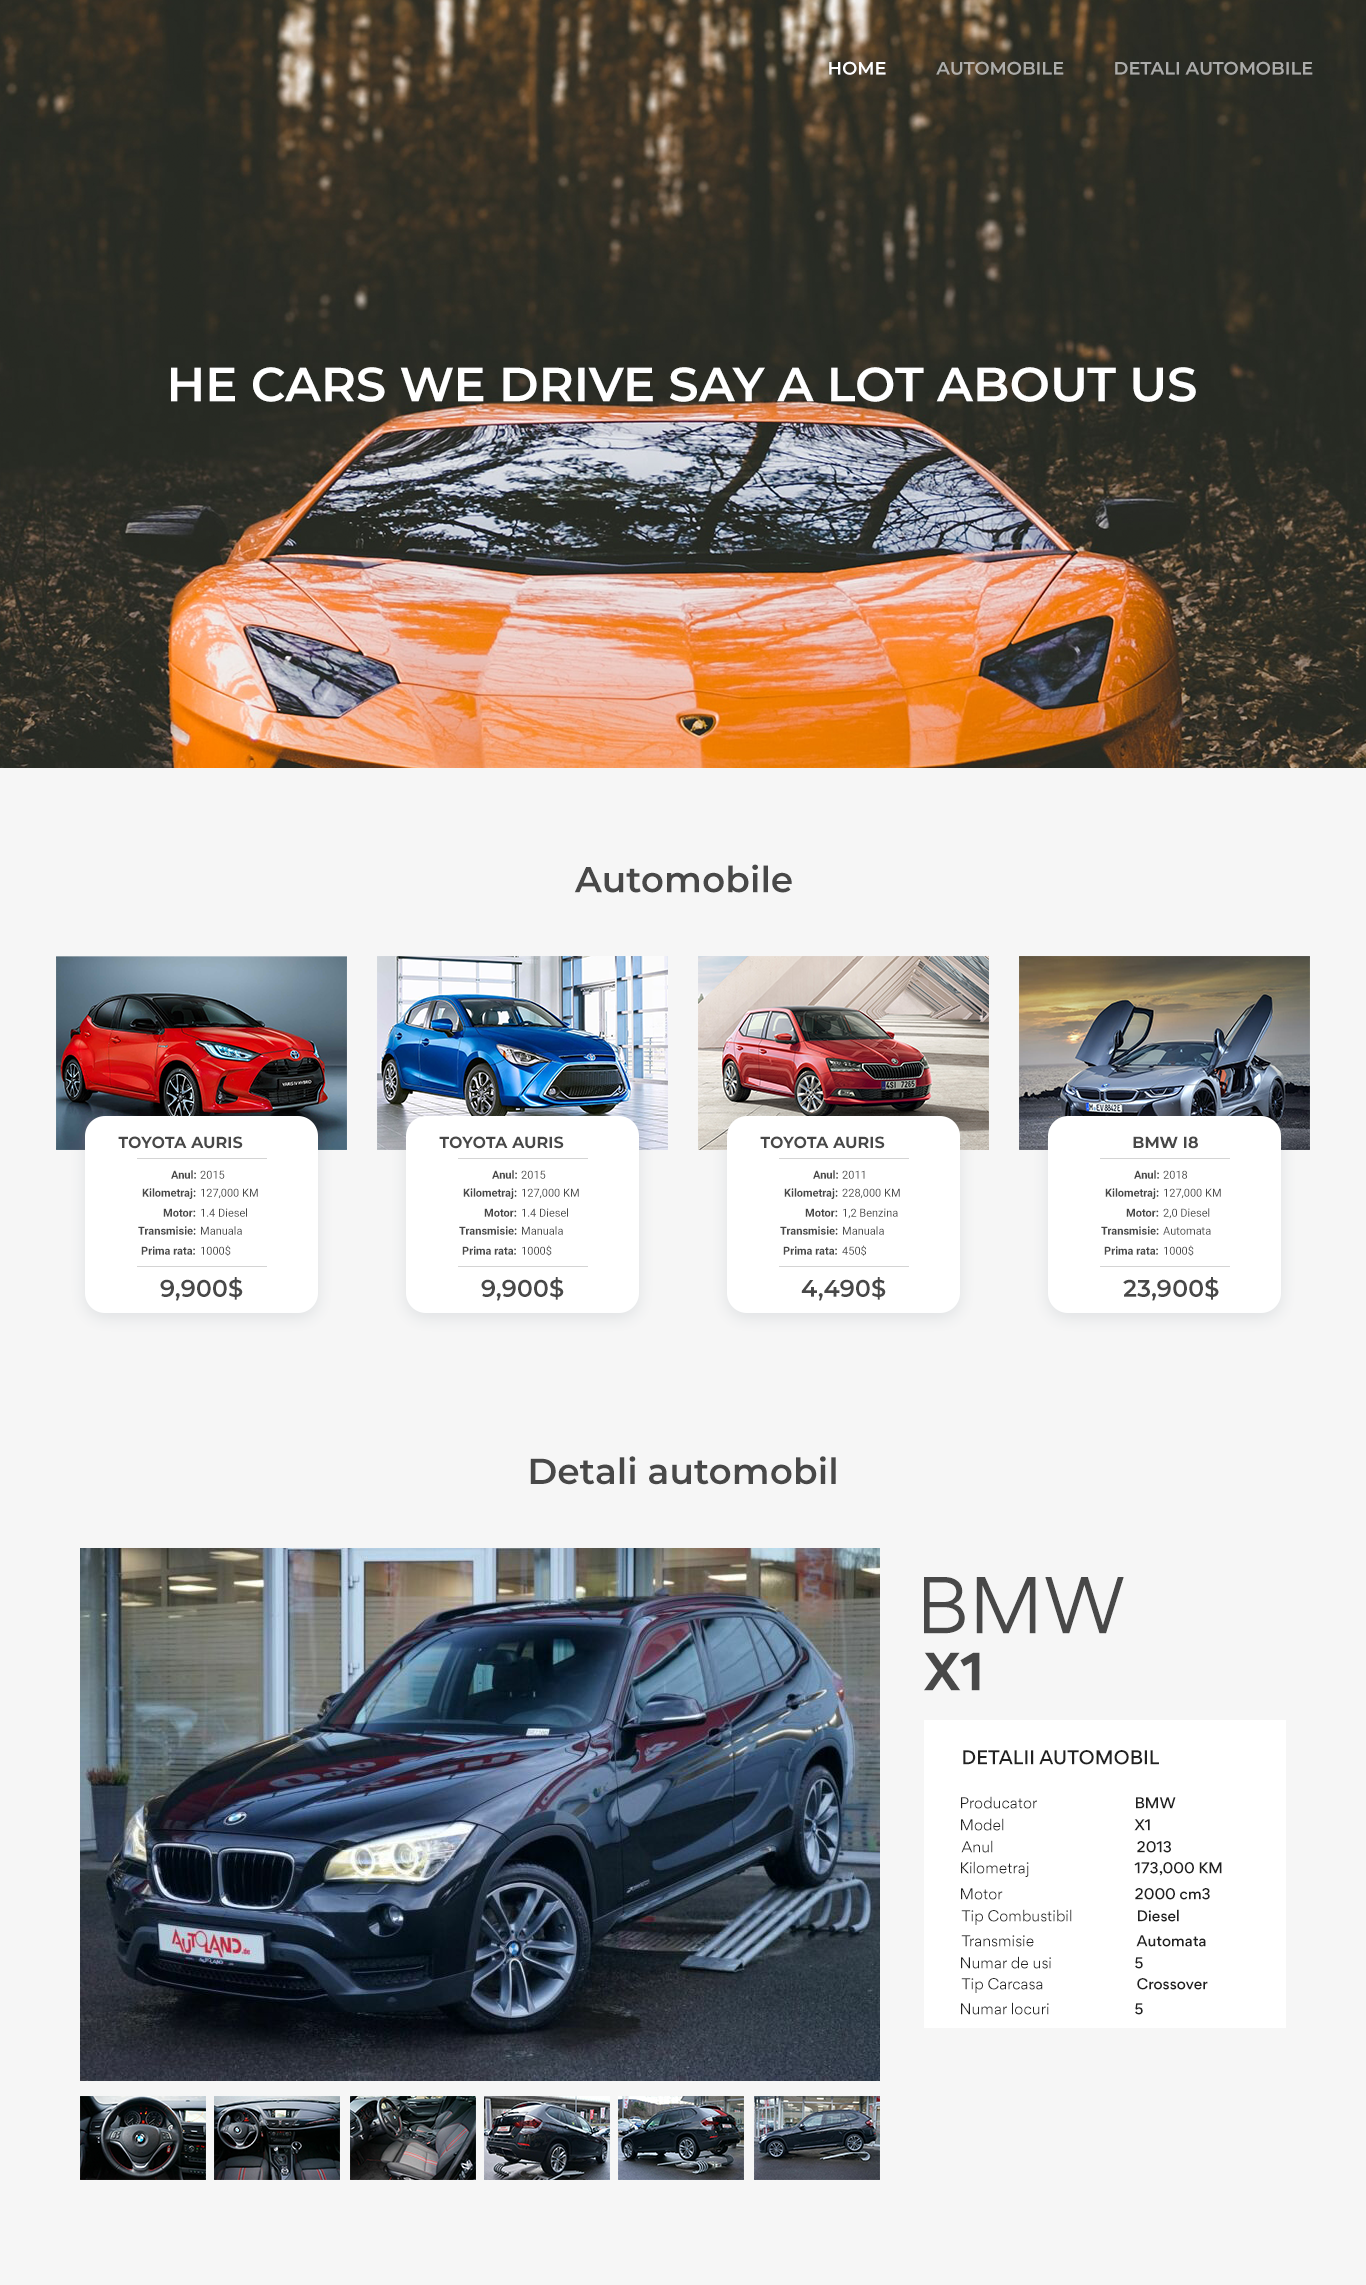 HOME AUTOMOBILE DETALI AUTOMOBILE
HE CARS WE DRIVE SAY A LOT ABOUT US
Automobile
TOYOTA AURIS
Anul: 2015
Kilometraj: 127,000 KM
Motor: 1.4 Diesel
Transmisie: Manuala
Prima rata: 1000$
9,900$
TOYOTA AURIS
Anul: 2015
Kilometraj: 127,000 KM
Motor: 1.4 Diesel
Transmisie: Manuala
Prima rata: 1000$
9,900$
4S1 7265
TOYOTA AURIS
Anul: 2011
Kilometraj: 228,000 KM
Motor: 1,2 Benzina
Transmisie: Manuala
Prima rata: 450$
4,490$
BMW I8
Anul: 2018
Kilometraj: 127,000 KM
Motor: 2,0 Diesel
Transmisie: Automata
Prima rata: 1000$
23,900$
Detali automobil
AUTOLAND.de
BMW
X1
DETALII AUTOMOBIL
Producator BMW
Model X1
Anul 2013
Kilometraj 173,000 KM
Motor 2000 cm3
Tip Combustibil Diesel
Transmisie Automata
Numar de usi 5
Tip Carcasa Crossover
Numar locuri 5